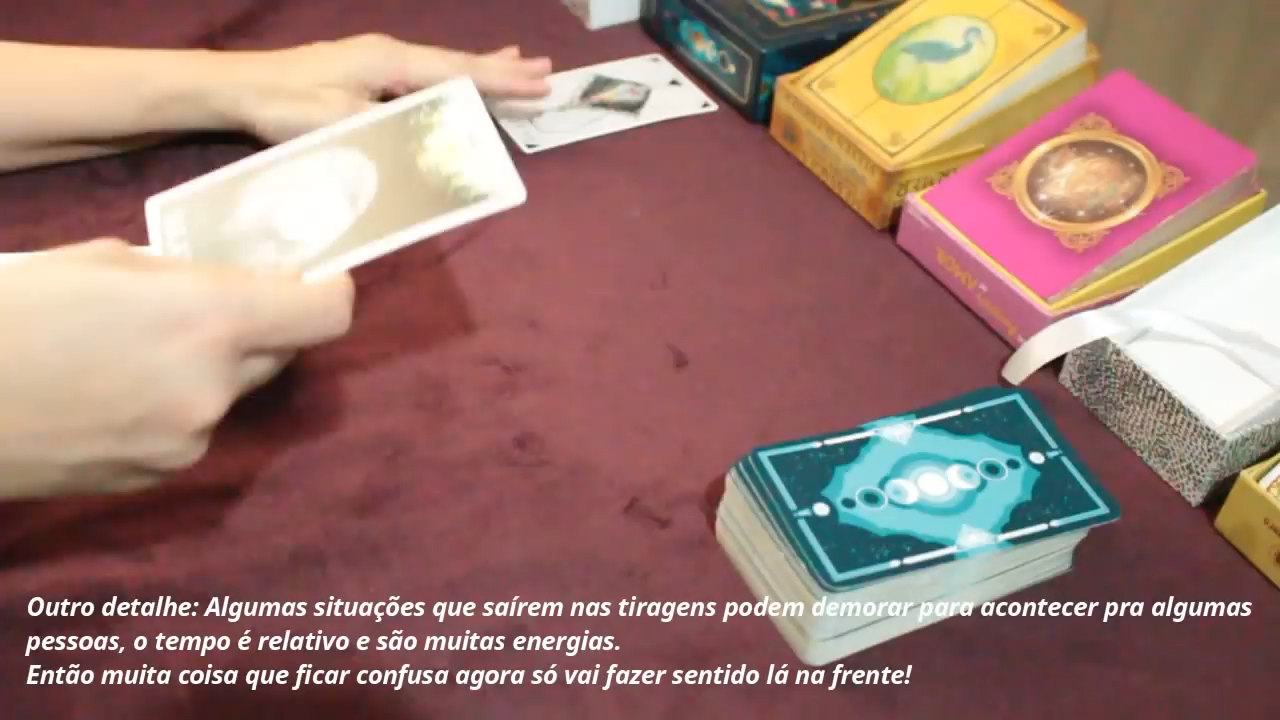 Outro detalhe: Algumas situações que saírem nas tiragens podem demorar para acontecer pra algumas
pessoas, o tempo é relativo e são muitas energias.
Então muita coisa que ficar confusa agora só vai fazer sentido lá na frente!
AMOR